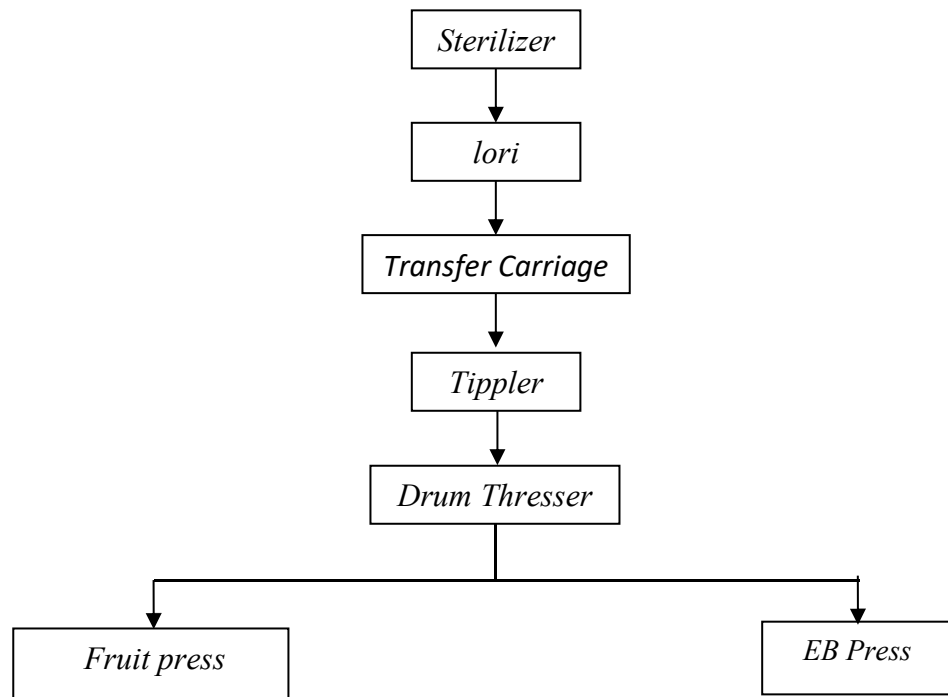 Sterilizer
lori
Transfer Carriage
Tippler
Drum Thresser
Fruit press
EB Press